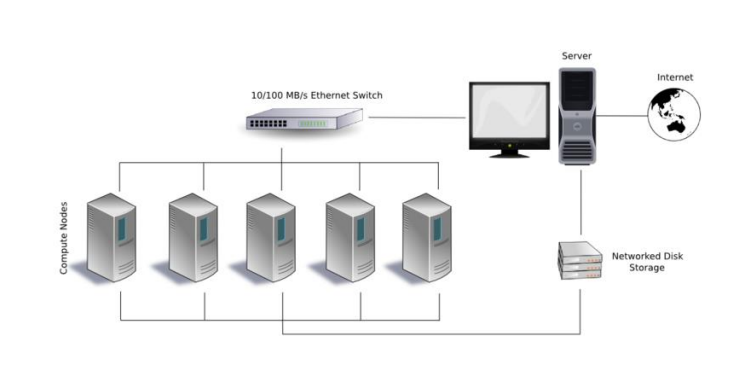 Server
Internet
10/100 MB/s Ethernet Switch
Compute Nodes
Networked Disk
Storage